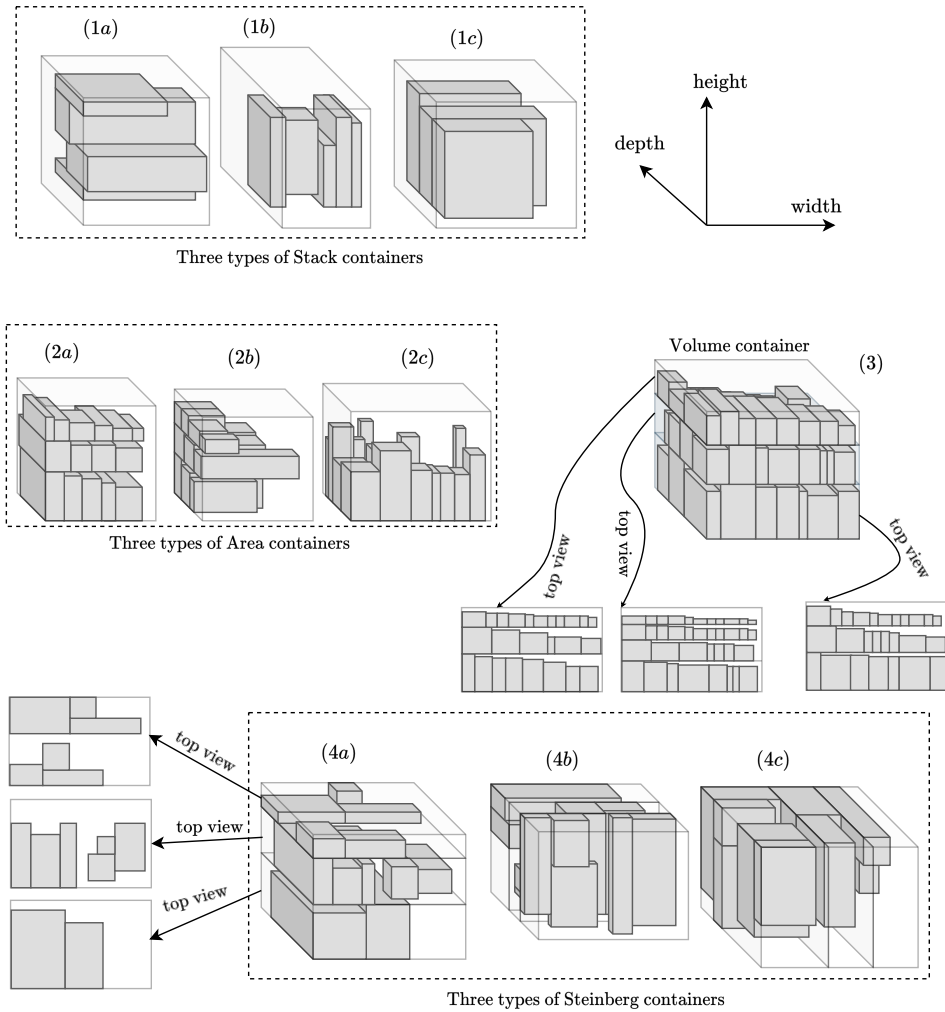 (1a)
(1b)
(1c)
height
depth
width
Three types of Stack containers
(2a)
(2b)
(2c)
Volume container
(3)
Three types of Area containers
top view
top view
top view
(4a)
(4b)
(4c)
top view
top view
top view
Three types of Steinberg containers